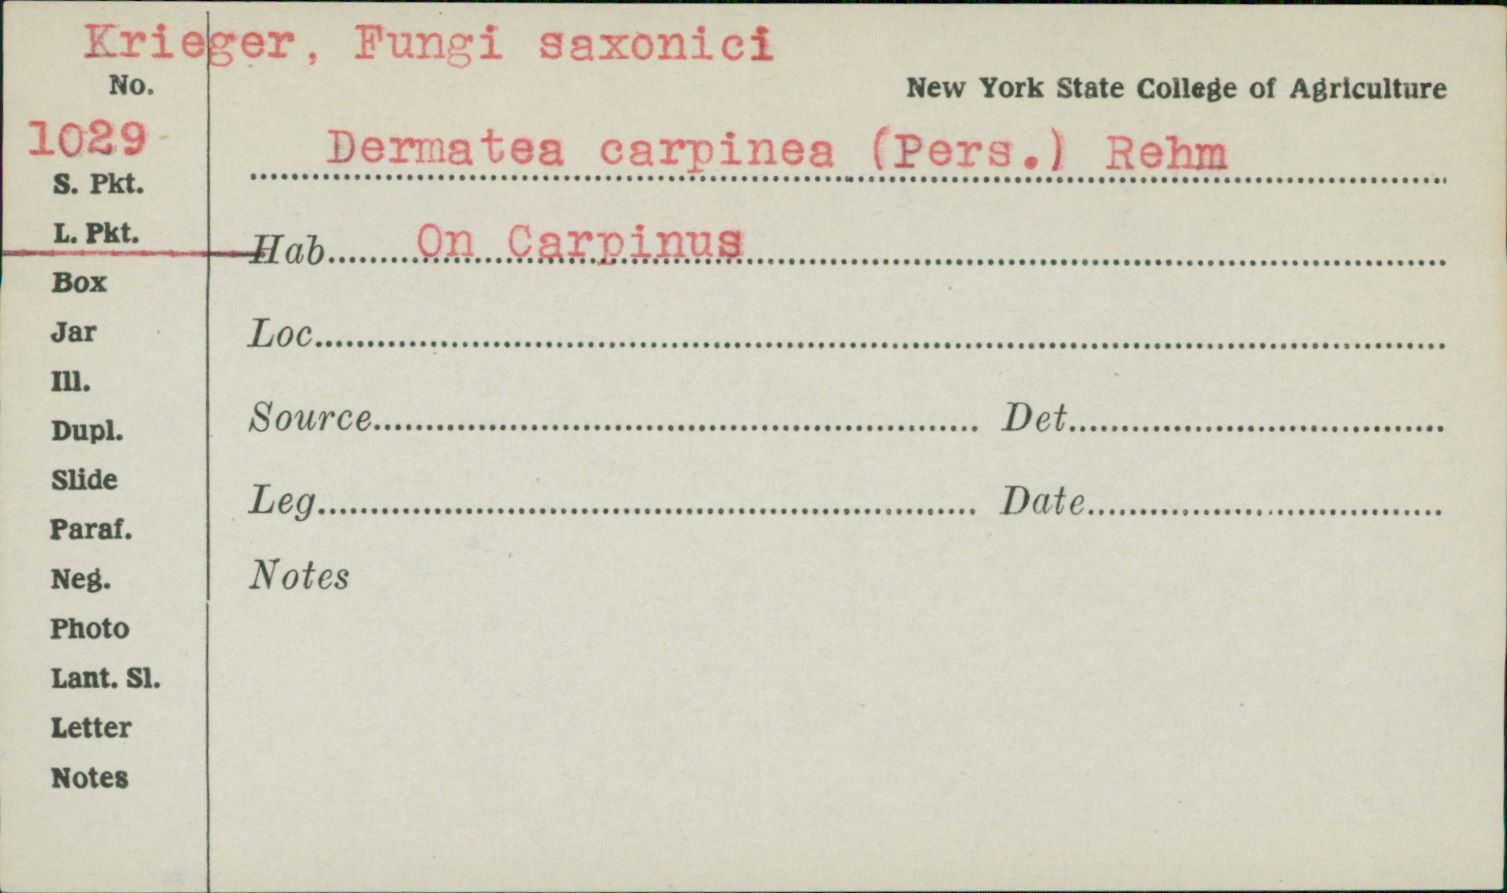 Krieger, Fungi saxonici
No.
New York State College of Agriculture
1029
Dermatea carpinea (Pers.) Rehm
S. Pkt.
L. Pkt.
Hab. On Carpinus
Box
Loc.
Jar
Ill.
Source Det.
Dupl.
Slide
Leg. Date
Paraf.
Neg.
Notes
Photo
Lant. Sl.
Letter
Notes